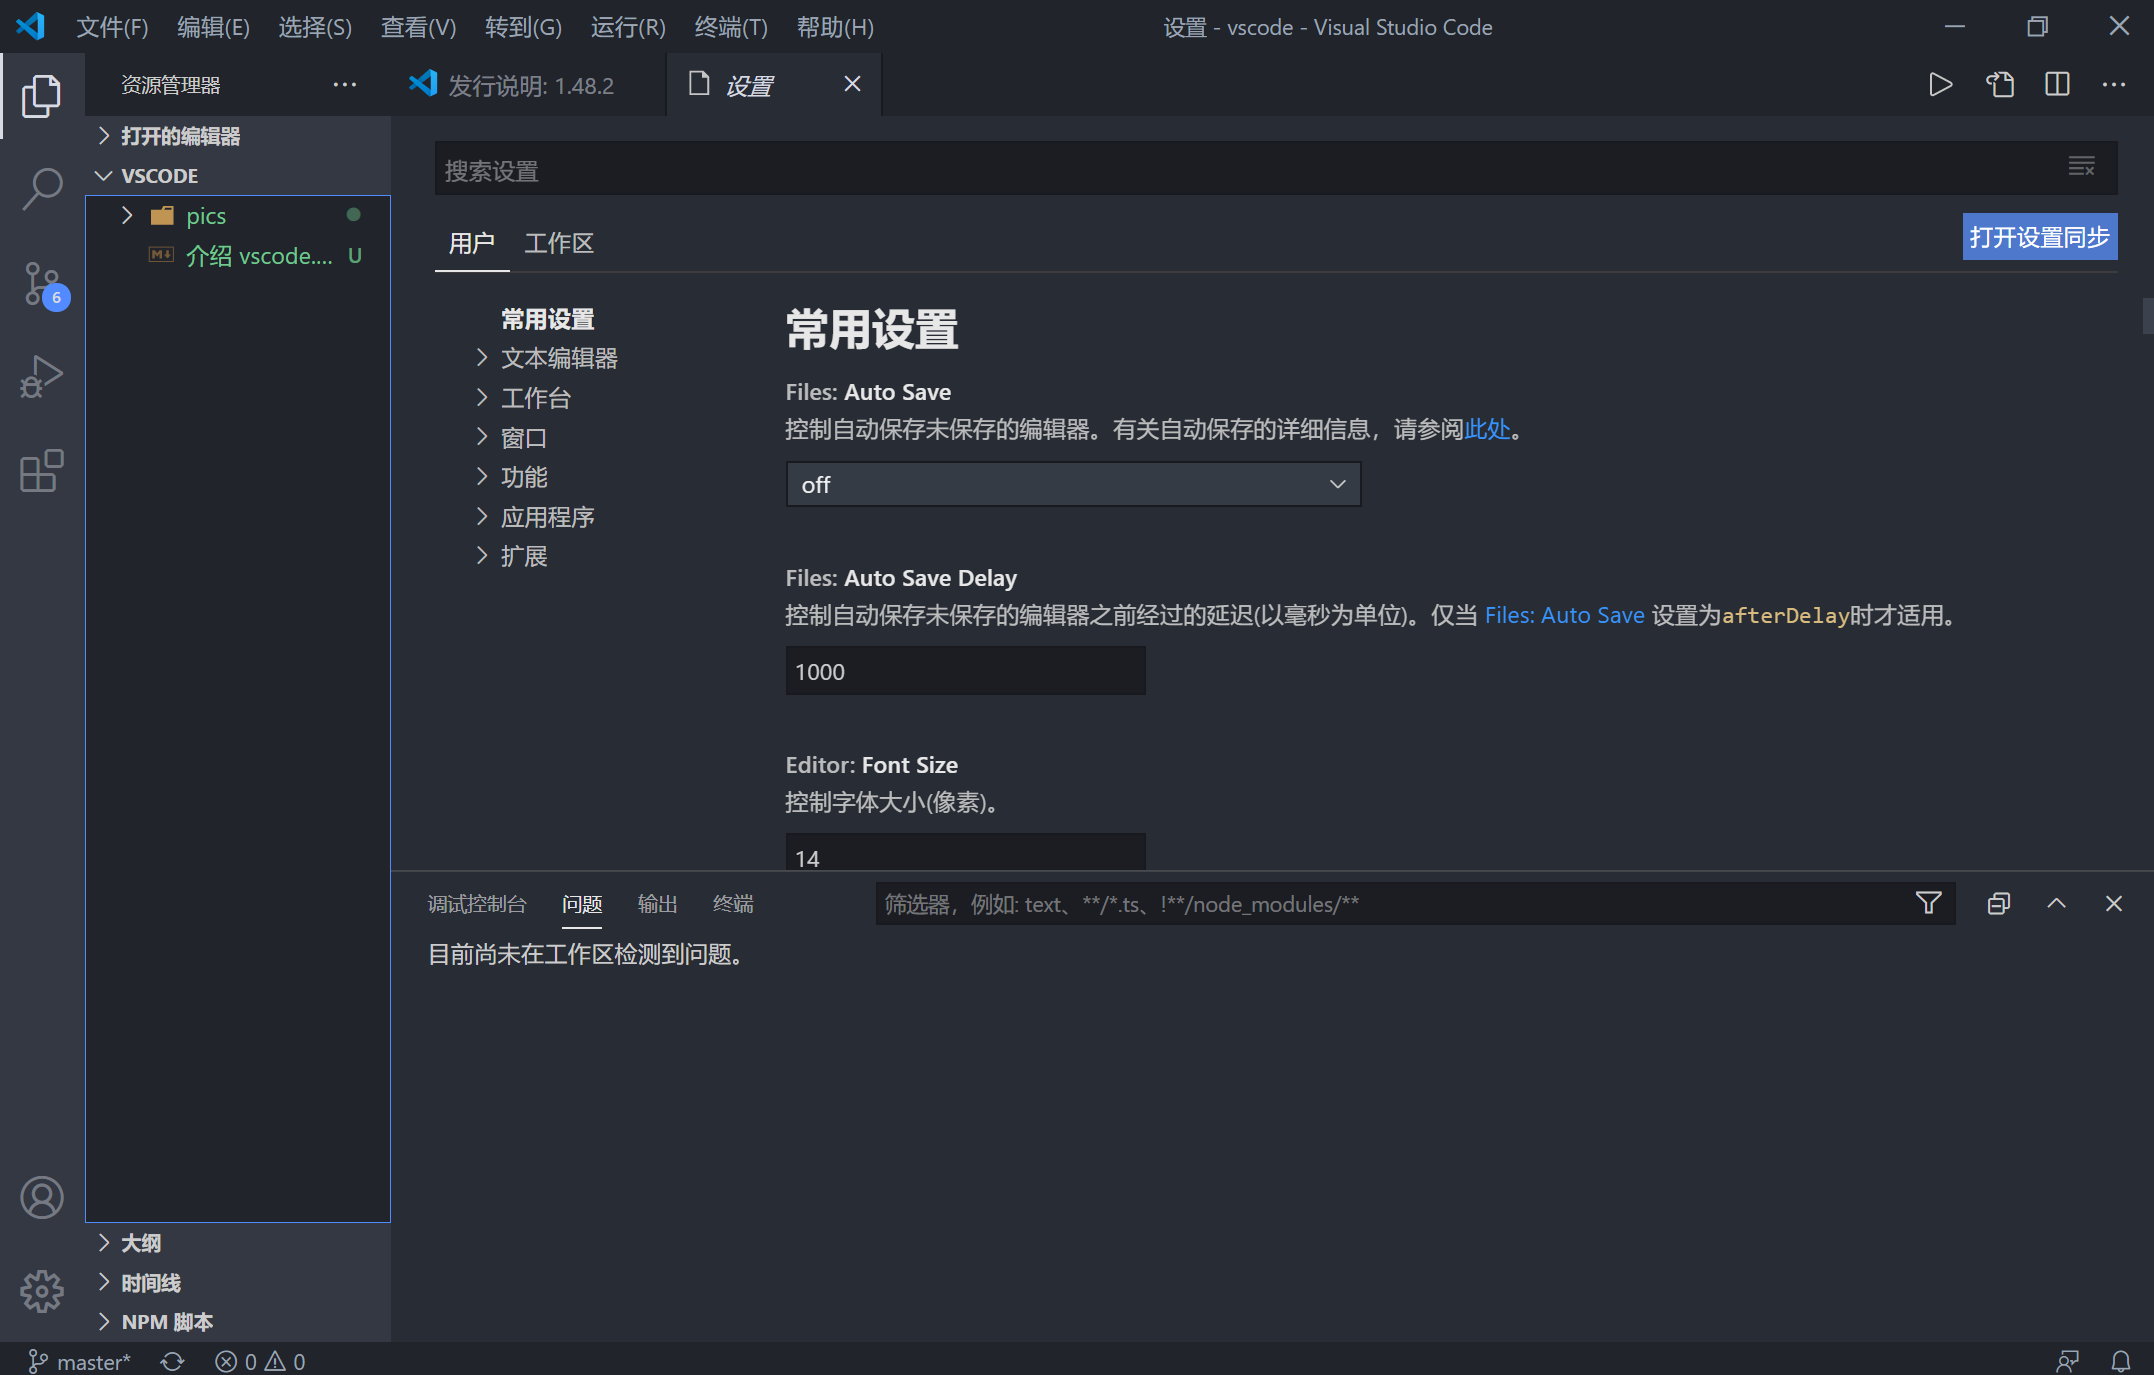 文件(F) 编辑(E) 选择(S) 查看(V) 转到(G) 运行(R) 终端(T) 帮助(H) 设置 - vscode - Visual Studio Code
资源管理器
发行说明: 1.48.2
设置
打开的编辑器
VSCODE
pics
介绍 vscode.... U
6
大纲
时间线
NPM 脚本
搜索设置
用户 工作区
打开设置同步
常用设置
文本编辑器
工作台
窗口
功能
应用程序
扩展
常用设置
Files: Auto Save
控制自动保存未保存的编辑器。有关自动保存的详细信息，请参阅此处。
off
Files: Auto Save Delay
控制自动保存未保存的编辑器之前经过的延迟(以毫秒为单位)。仅当 Files: Auto Save 设置为afterDelay时才适用。
1000
Editor: Font Size
控制字体大小(像素)。
14
调试控制台 问题 输出 终端 筛选器，例如: text、**/*.ts、!**/node_modules/**
目前尚未在工作区检测到问题。
master* 0 0